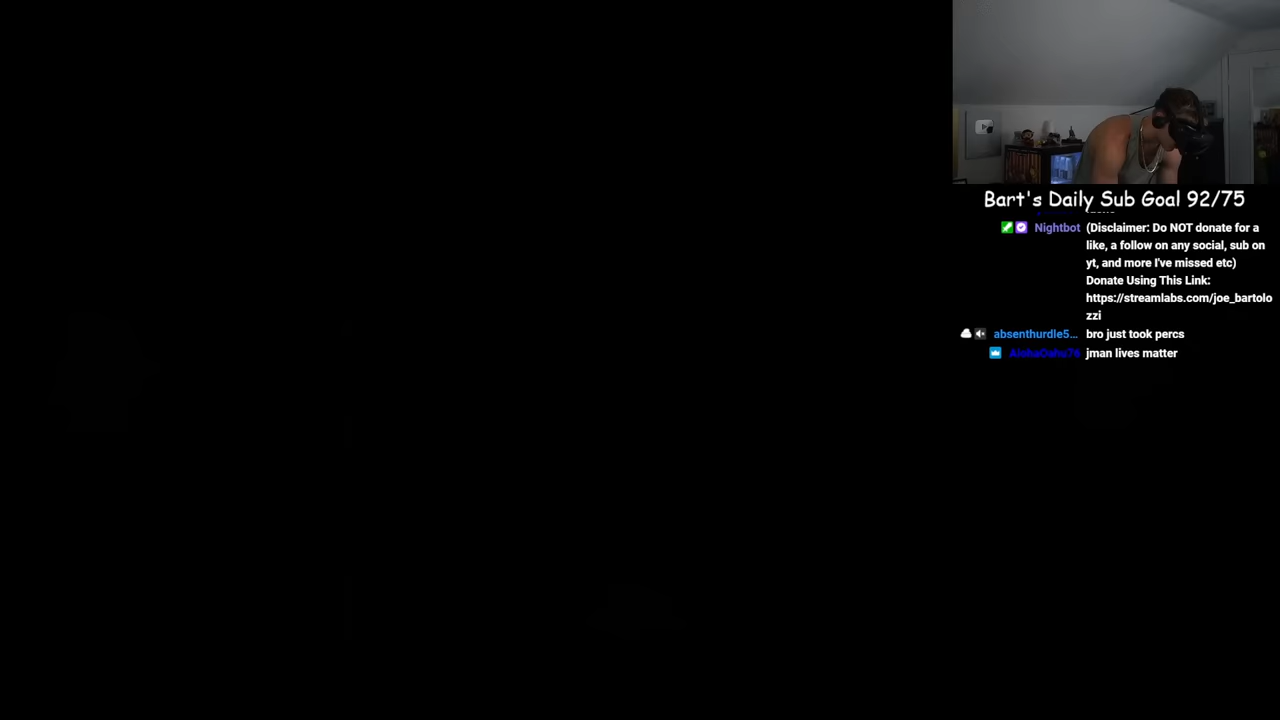 Bart's Daily Sub Goal 92/75
Nightbot (Disclaimer: Do NOT donate for a
like, a follow on any social, sub on
yt, and more I've missed etc)
Donate Using This Link:
https://streamlabs.com/joe_bartolo
zzi
absenthurdle5... bro just took percs
AlohaOahu76 jman lives matter